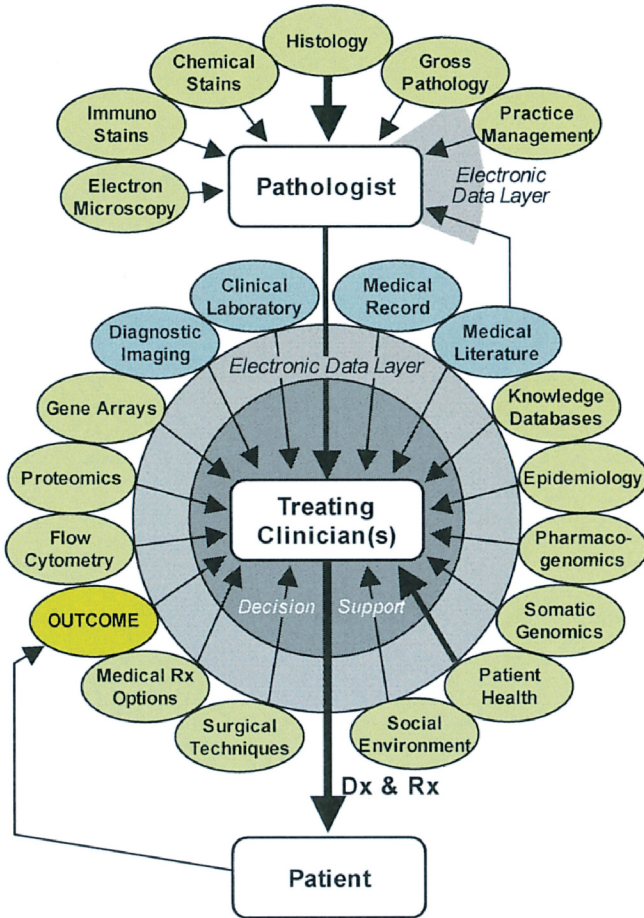 Histology
Chemical
Stains
Gross
Pathology
Immuno
Stains
Practice
Management
Electron
Microscopy
Pathologist
Electronic
Data Layer
Clinical
Laboratory
Medical
Record
Diagnostic
Imaging
Medical
Literature
Electronic Data Layer
Gene Arrays
Knowledge
Databases
Proteomics
Epidemiology
Treating
Clinician(s)
Flow
Cytometry
Pharmaco-
genomics
OUTCOME
Decision Support
Somatic
Genomics
Medical Rx
Options
Patient
Health
Surgical
Techniques
Social
Environment
Dx & Rx
Patient